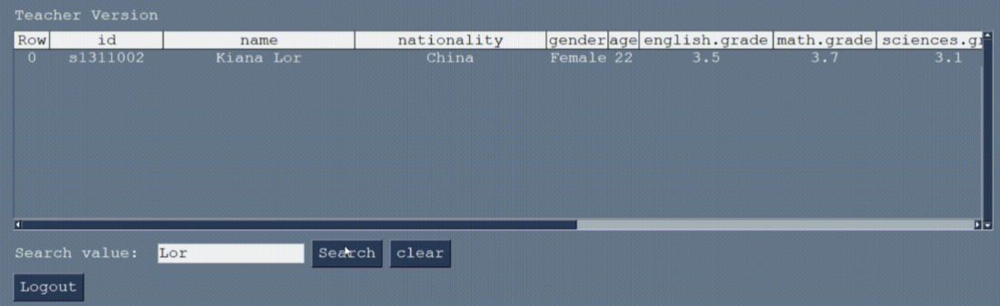 Teacher Version
Row id name nationality gender age english.grade math.grade sciences.gr
0 s1311002 Kiana Lor China Female 22 3.5 3.7 3.1
Search value: Lor Search clear
Logout